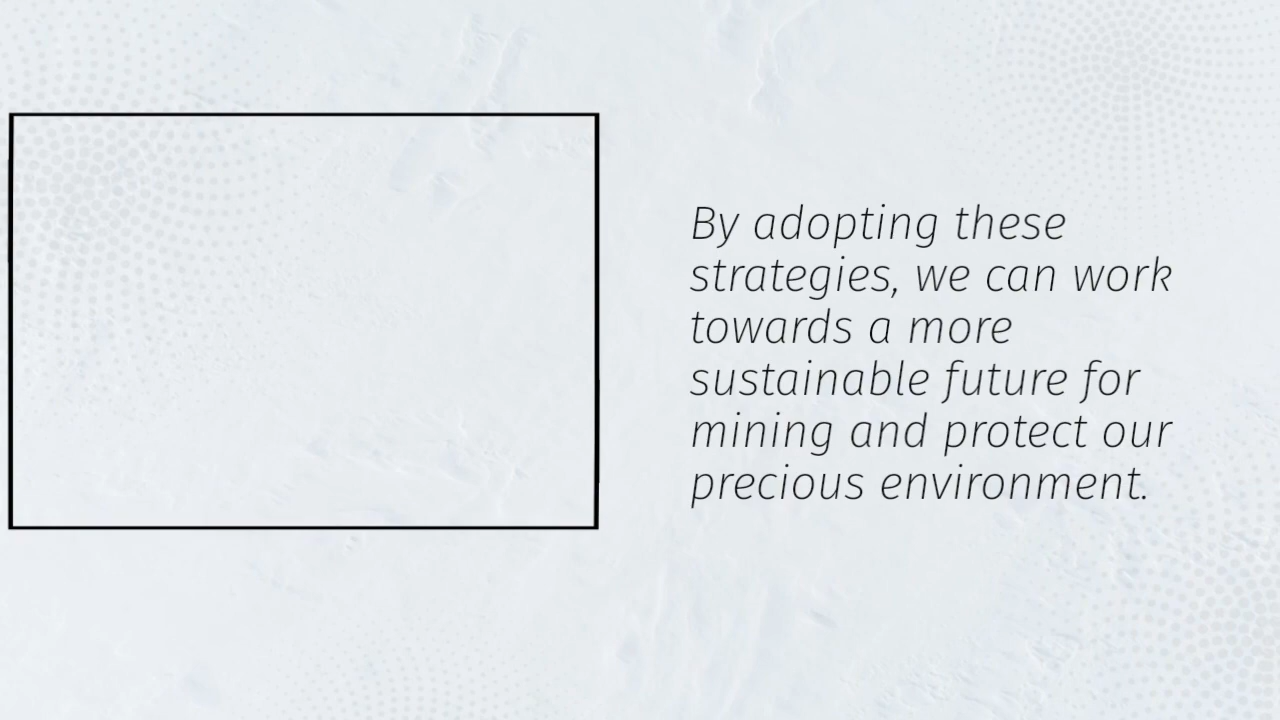 By adopting these
strategies, we can work
towards a more
sustainable future for
mining and protect our
precious environment.